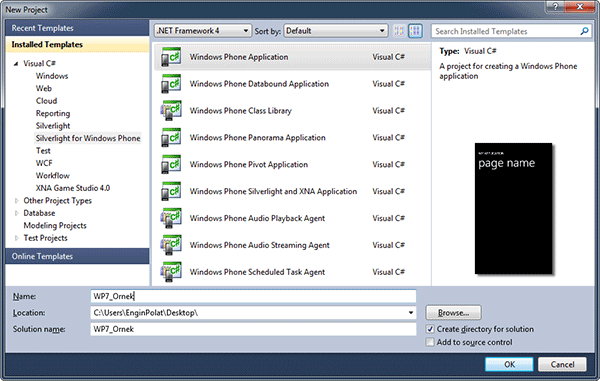 New Project
Recent Templates
Installed Templates
Visual C#
Windows
Web
Cloud
Reporting
Silverlight
Silverlight for Windows Phone
Test
WCF
Workflow
XNA Game Studio 4.0
Other Project Types
Database
Modeling Projects
Test Projects
Online Templates
.NET Framework 4 Sort by: Default
Windows Phone Application Visual C#
Windows Phone Databound Application Visual C#
Windows Phone Class Library Visual C#
Windows Phone Panorama Application Visual C#
Windows Phone Pivot Application Visual C#
Windows Phone Silverlight and XNA Application Visual C#
Windows Phone Audio Playback Agent Visual C#
Windows Phone Audio Streaming Agent Visual C#
Windows Phone Scheduled Task Agent Visual C#
Search Installed Templates
Type: Visual C#
A project for creating a Windows Phone
application
page name
Name: WP7_Ornek
Location: C:\Users\EnginPolat\Desktop\ Browse...
Solution name: WP7_Ornek
Create directory for solution
Add to source control
OK Cancel